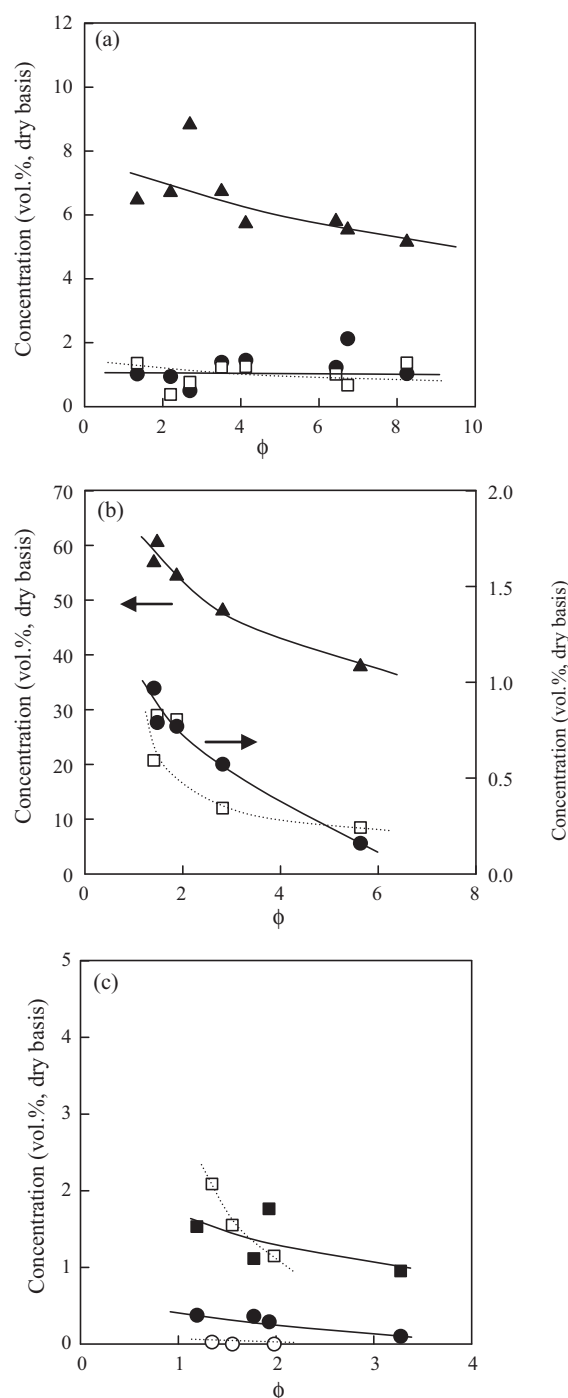 (a)
12
10
8
6
4
2
0
Concentration (vol.%, dry basis)
0 2 4 6 8 10
ϕ
(b)
70
60
50
40
30
20
10
0
Concentration (vol.%, dry basis)
2.0
1.5
1.0
0.5
0.0
Concentration (vol.%, dry basis)
0 2 4 6 8
ϕ
(c)
5
4
3
2
1
0
Concentration (vol.%, dry basis)
1 2 3 4
ϕ